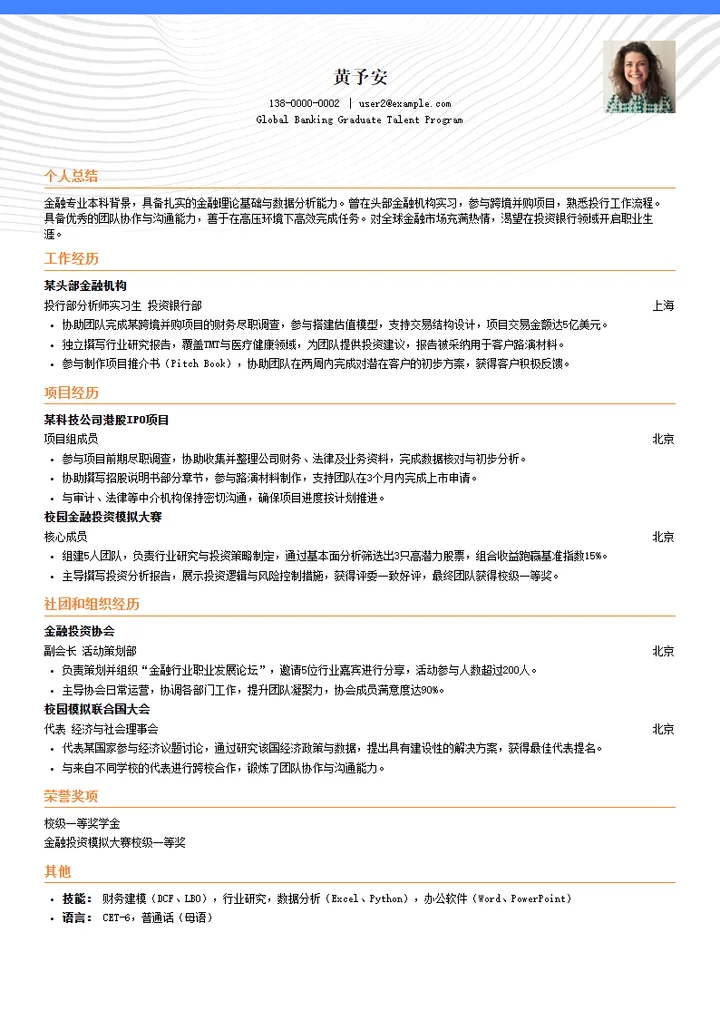 黄予安
138-0000-0002 | user2@example.com
Global Banking Graduate Talent Program
个人总结
金融专业本科背景，具备扎实的金融理论基础与数据分析能力。曾在头部金融机构实习，参与跨境并购项目，熟悉投行工作流程。
具备优秀的团队协作与沟通能力，善于在高压环境下高效完成任务。对全球金融市场充满热情，渴望在投资银行领域开启职业生
涯。
工作经历
某头部金融机构
投行部分析师实习生 投资银行部 上海
• 协助团队完成某跨境并购项目的财务尽职调查，参与搭建估值模型，支持交易结构设计，项目交易金额达5亿美元。
• 独立撰写行业研究报告，覆盖TMT与医疗健康领域，为团队提供投资建议，报告被采纳用于客户路演材料。
• 参与制作项目推介书（Pitch Book），协助团队在两周内完成对潜在客户的初步方案，获得客户积极反馈。
项目经历
某科技公司港股IPO项目
项目组成员 北京
• 参与项目前期尽职调查，协助收集并整理公司财务、法律及业务资料，完成数据核对与初步分析。
• 协助撰写招股说明书部分章节，参与路演材料制作，支持团队在3个月内完成上市申请。
• 与审计、法律等中介机构保持密切沟通，确保项目进度按计划推进。
校园金融投资模拟大赛
核心成员 北京
• 组建5人团队，负责行业研究与投资策略制定，通过基本面分析筛选出3只高潜力股票，组合收益跑赢基准指数15%。
• 主导撰写投资分析报告，展示投资逻辑与风险控制措施，获得评委一致好评，最终团队获得校级一等奖。
社团和组织经历
金融投资协会
副会长 活动策划部 北京
• 负责策划并组织“金融行业职业发展论坛”，邀请5位行业嘉宾进行分享，活动参与人数超过200人。
• 主导协会日常运营，协调各部门工作，提升团队凝聚力，协会成员满意度达90%。
校园模拟联合国大会
代表 经济与社会理事会 北京
• 代表某国家参与经济议题讨论，通过研究该国经济政策与数据，提出具有建设性的解决方案，获得最佳代表提名。
• 与来自不同学校的代表进行跨校合作，锻炼了团队协作与沟通能力。
荣誉奖项
校级一等奖学金
金融投资模拟大赛校级一等奖
其他
• 技能： 财务建模（DCF、LBO），行业研究，数据分析（Excel、Python），办公软件（Word、PowerPoint）
• 语言： CET-6，普通话（母语）